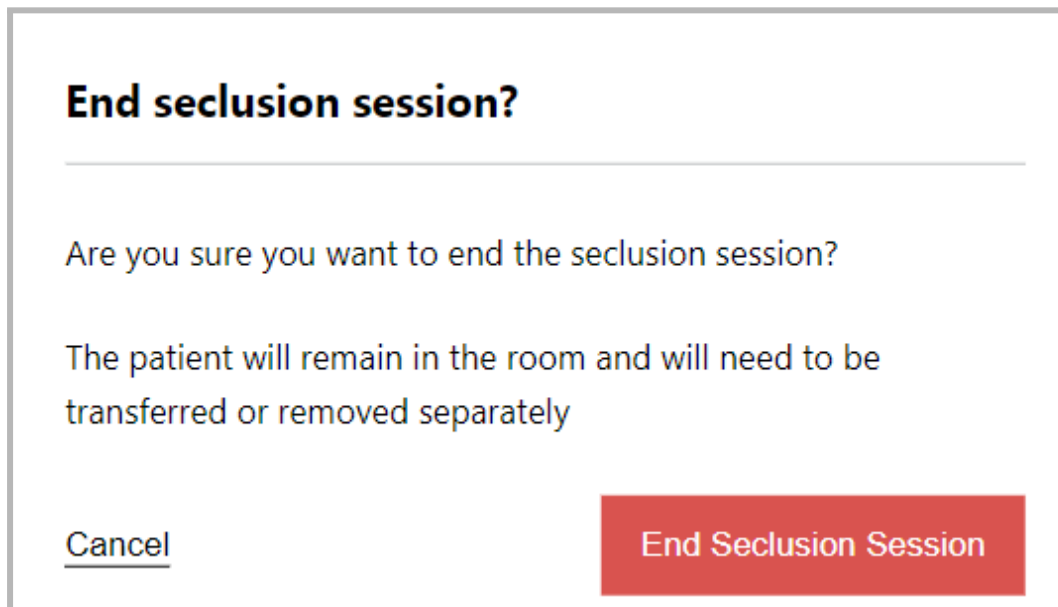 End seclusion session?
Are you sure you want to end the seclusion session?
The patient will remain in the room and will need to be
transferred or removed separately
Cancel
End Seclusion Session